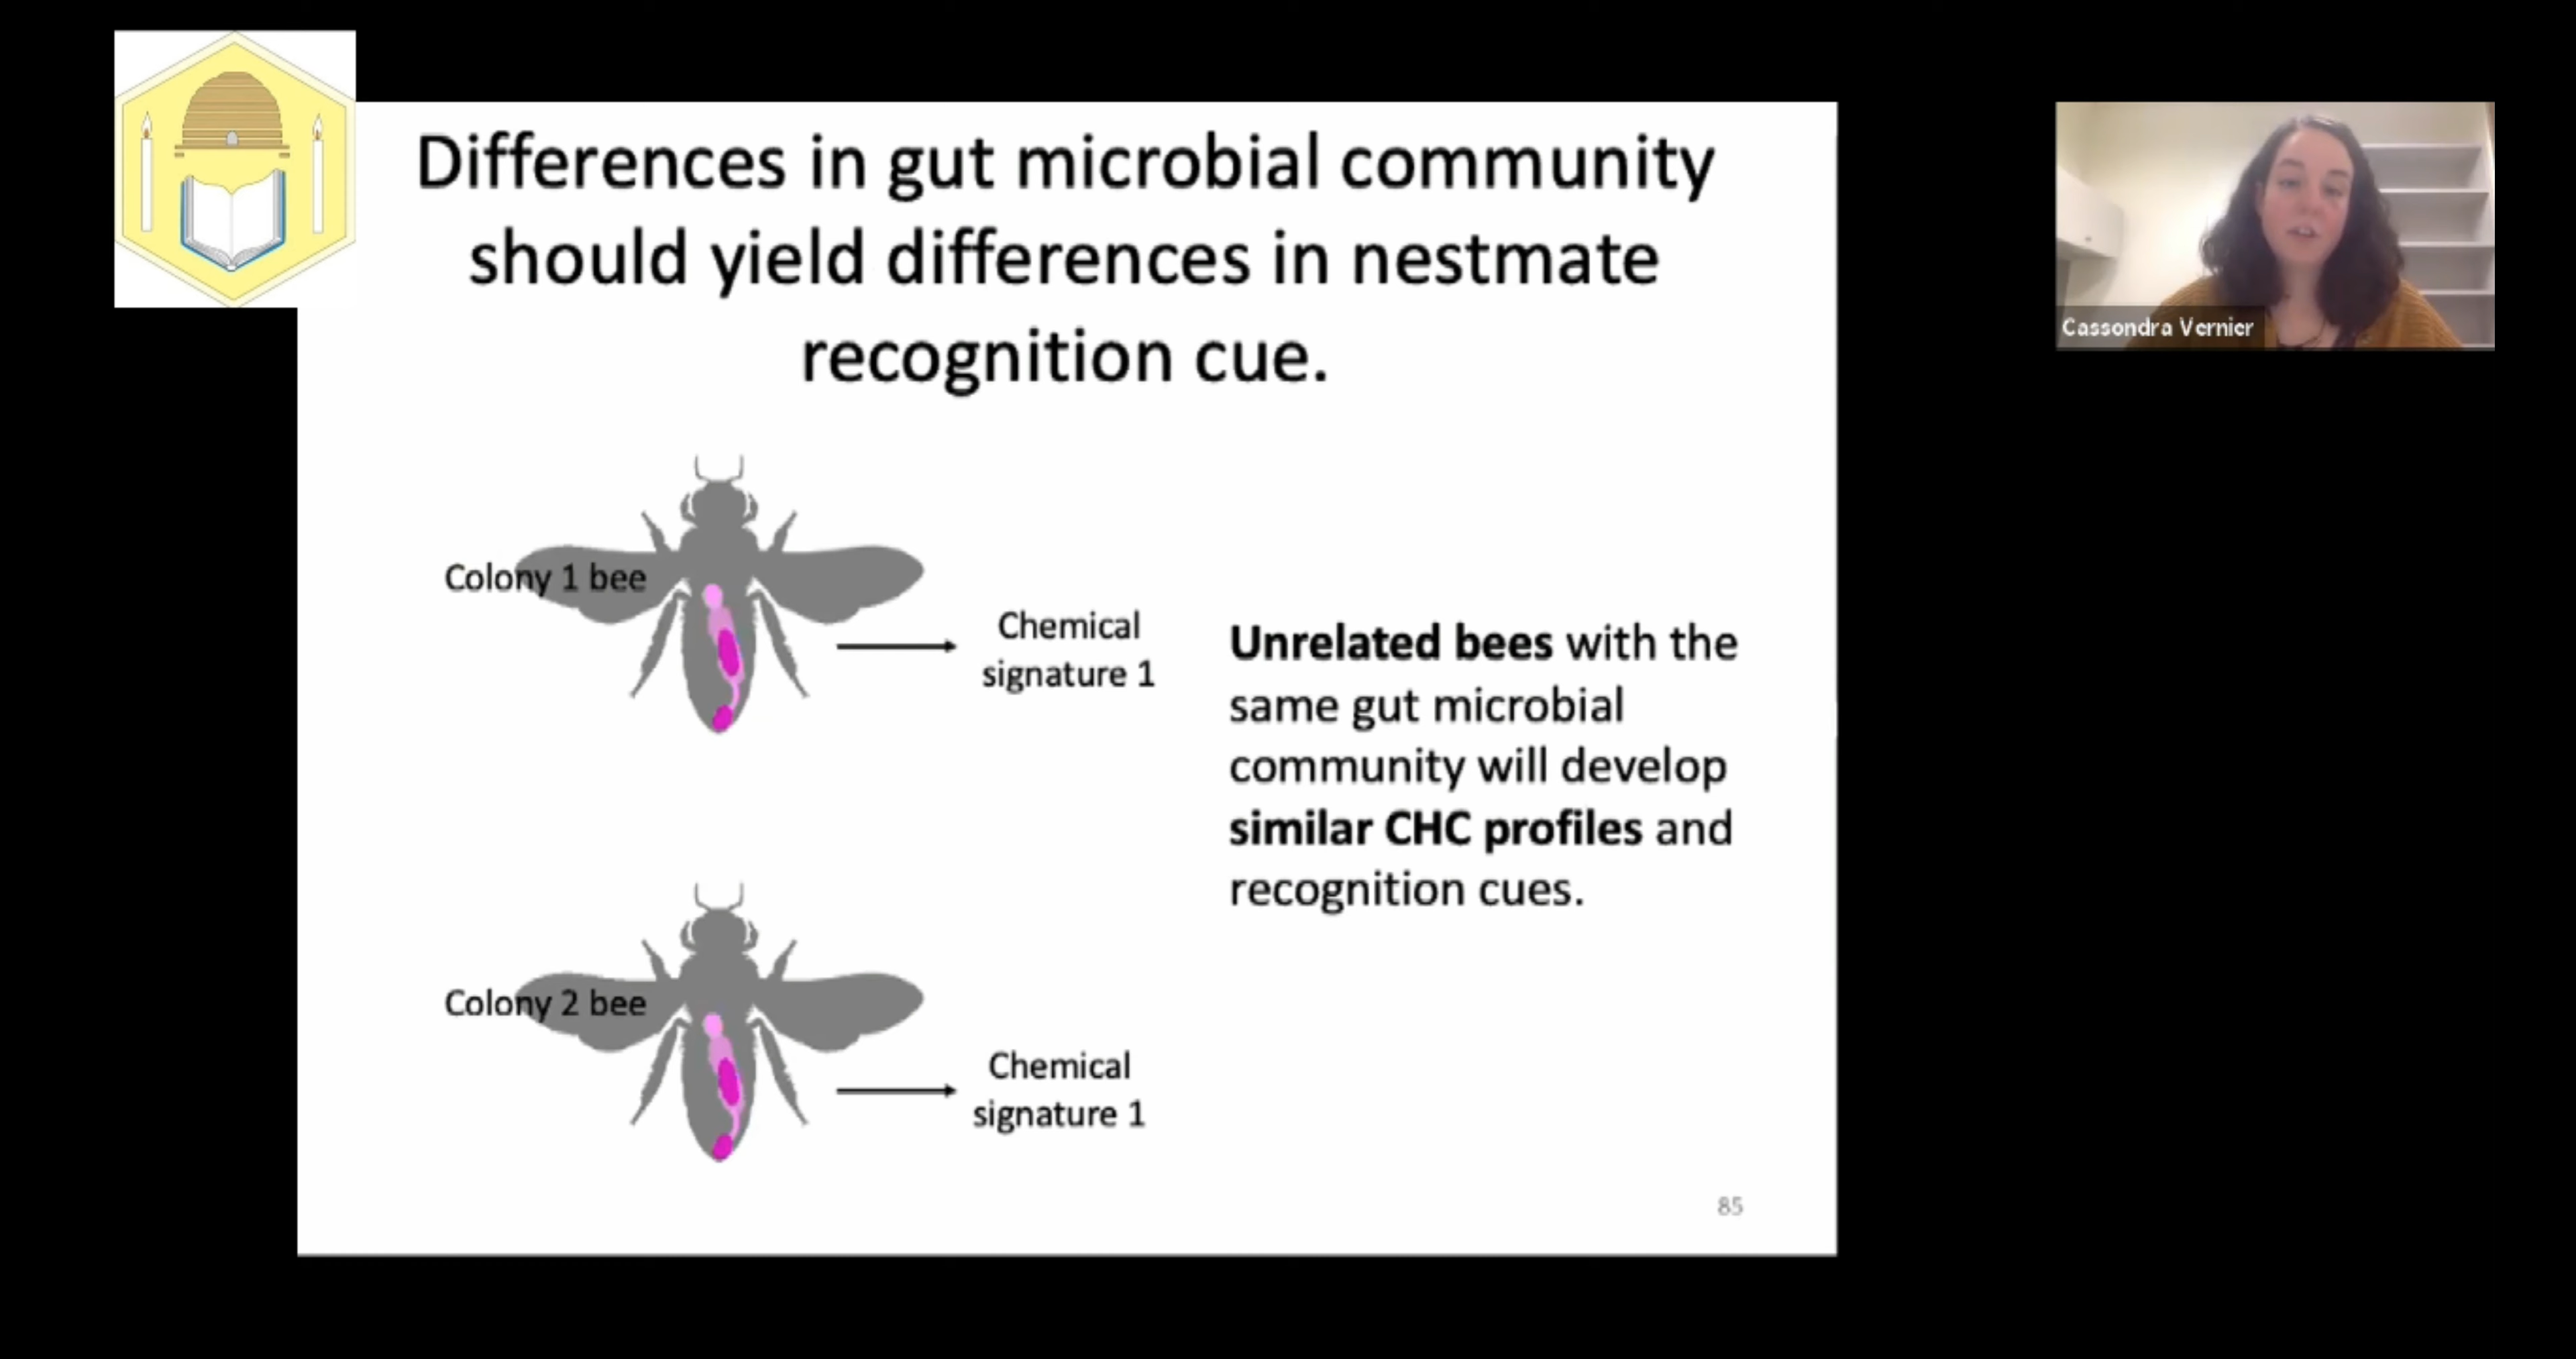 Differences in gut microbial community
should yield differences in nestmate
recognition cue.
Colony 1 bee
Chemical
signature 1
Unrelated bees with the
same gut microbial
community will develop
similar CHC profiles and
recognition cues.
Colony 2 bee
Chemical
signature 1
85
Cassondra Vernier